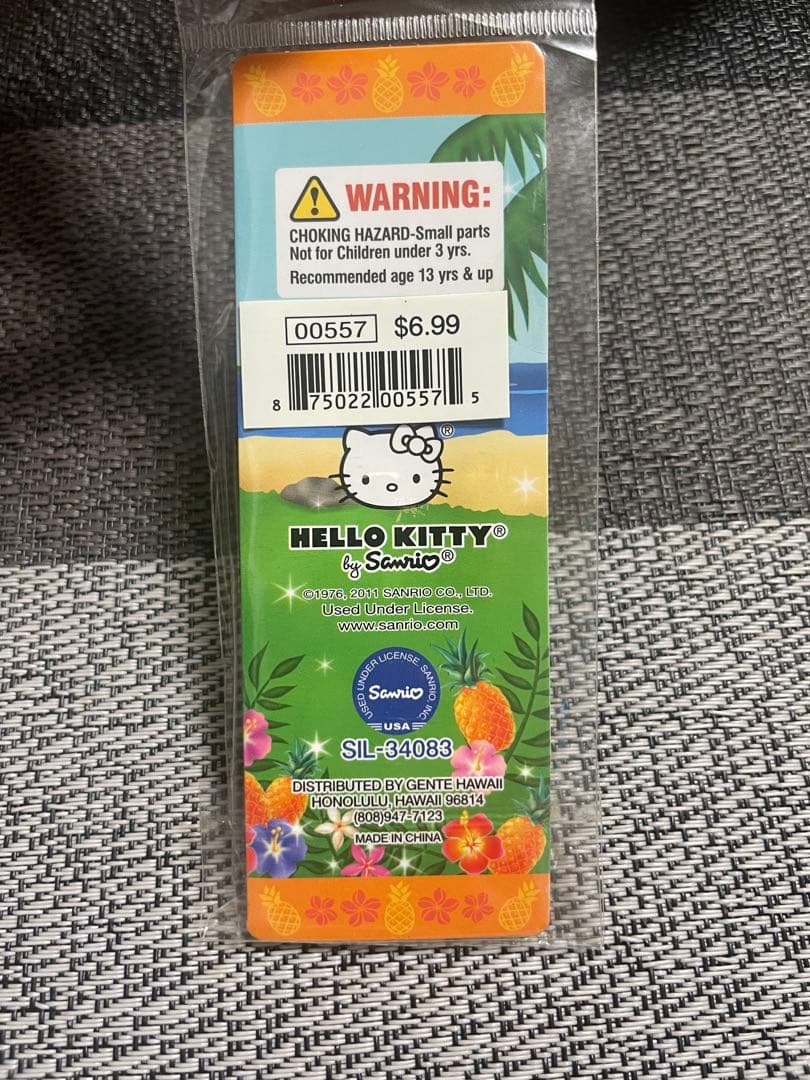 WARNING:
CHOKING HAZARD-Small parts
Not for Children under 3 yrs.
Recommended age 13 yrs & up
00557 $6.99
8 75022 00557 5
®
HELLO KITTY®
by Sanrio®
©1976, 2011 SANRIO CO., LTD.
Used Under License.
www.sanrio.com
USED UNDER LICENSE. SANRIO, INC.
Sanrio
USA
SIL-34083
DISTRIBUTED BY GENTE HAWAII
HONOLULU, HAWAII 96814
(808)947-7123
MADE IN CHINA